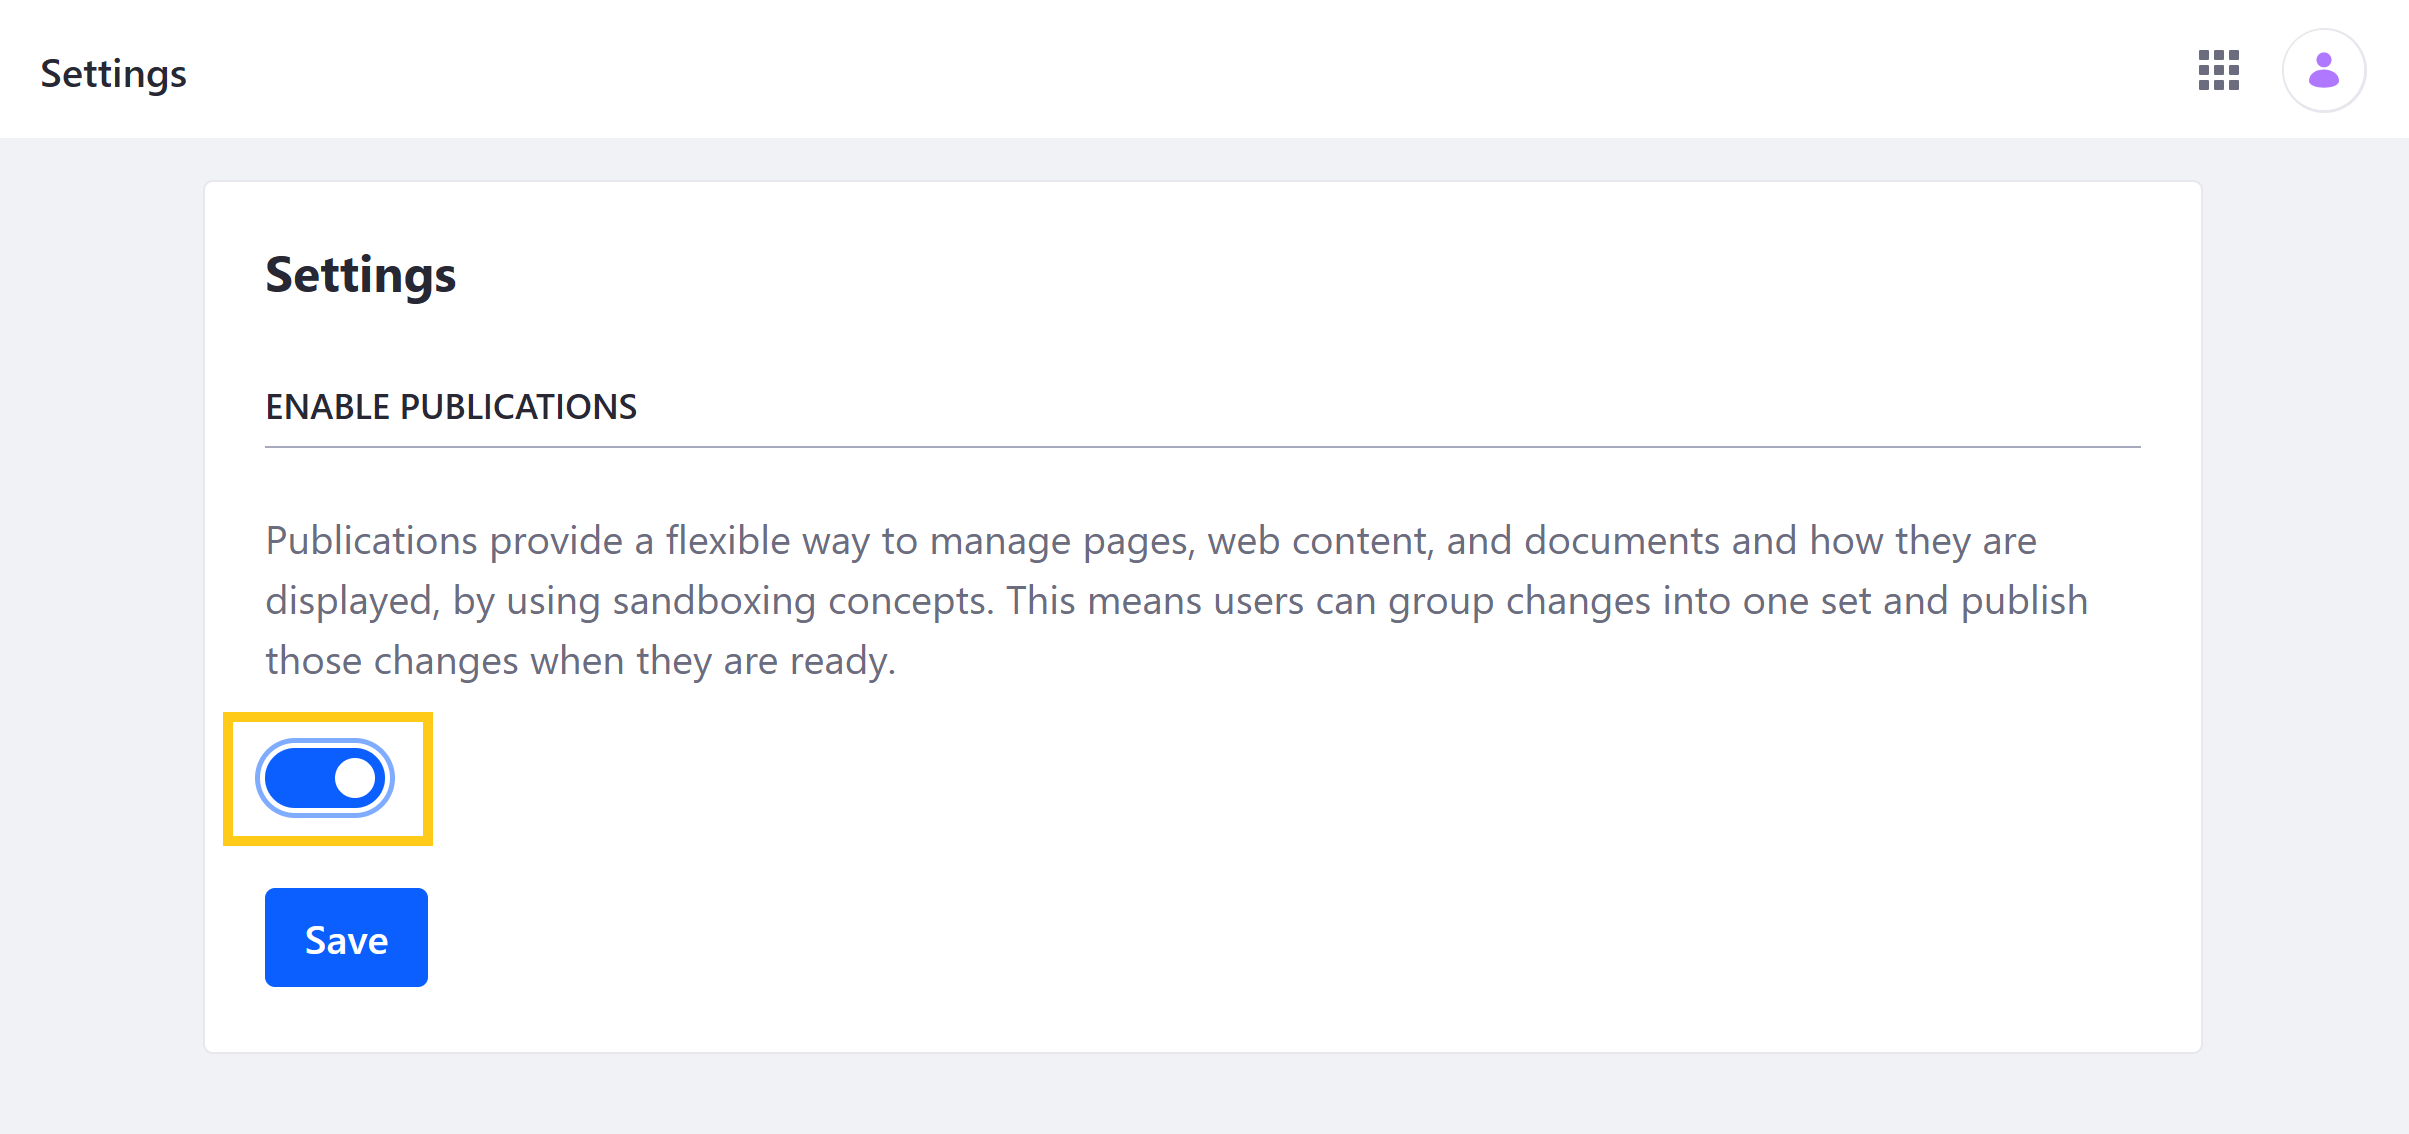 Settings
Settings
ENABLE PUBLICATIONS
Publications provide a flexible way to manage pages, web content, and documents and how they are
displayed, by using sandboxing concepts. This means users can group changes into one set and publish
those changes when they are ready.
Save